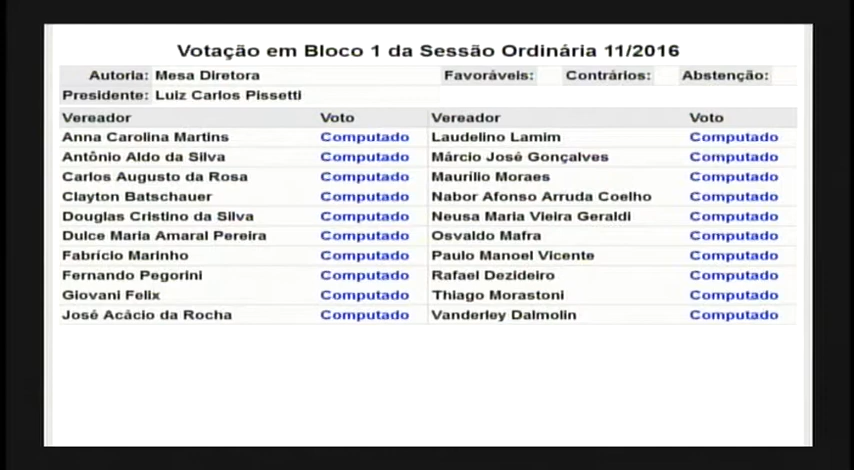 Votação em Bloco 1 da Sessão Ordinária 11/2016
Autoria: Mesa Diretora Favoráveis: Contrários: Abstenção:
Presidente: Luiz Carlos Pissetti
Vereador Voto Vereador Voto
Anna Carolina Martins Computado Laudelino Lamim Computado
Antônio Aldo da Silva Computado Márcio José Gonçalves Computado
Carlos Augusto da Rosa Computado Maurílio Moraes Computado
Clayton Batschauer Computado Nabor Afonso Arruda Coelho Computado
Douglas Cristino da Silva Computado Neusa Maria Vieira Geraldi Computado
Dulce Maria Amaral Pereira Computado Osvaldo Mafra Computado
Fabrício Marinho Computado Paulo Manoel Vicente Computado
Fernando Pegorini Computado Rafael Dezideiro Computado
Giovani Felix Computado Thiago Morastoni Computado
José Acácio da Rocha Computado Vanderley Dalmolin Computado